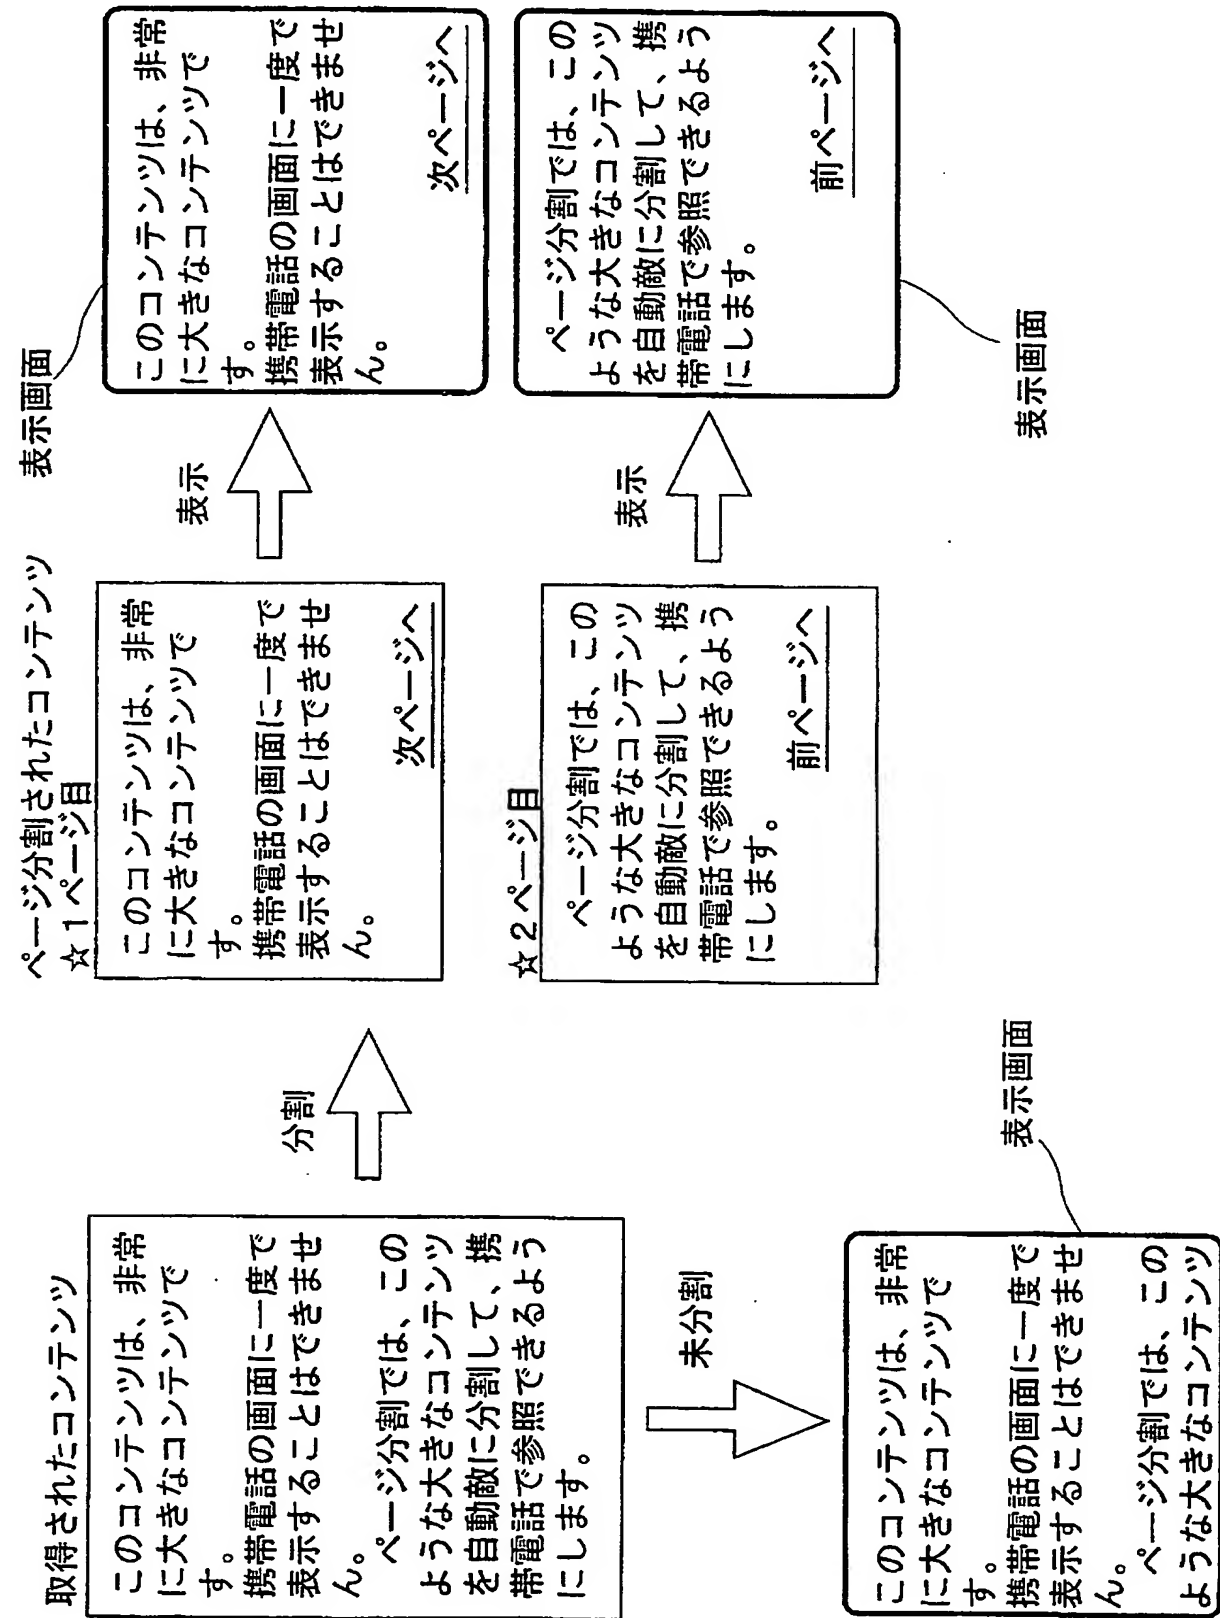 取得されたコンテンツ
このコンテンツは、非常
に大きなコンテンツで
す。
携帯電話の画面に一度で
表示することはできませ
ん。
ページ分割では、この
ような大きなコンテンツ
を自動敵に分割して、携
帯電話で参照できるよう
にします。
分割
未分割
このコンテンツは、非常
に大きなコンテンツで
す。
携帯電話の画面に一度で
表示することはできませ
ん。
ページ分割では、この
ような大きなコンテンツ
表示画面
ページ分割されたコンテンツ
☆1ページ目
このコンテンツは、非常
に大きなコンテンツで
す。
携帯電話の画面に一度で
表示することはできませ
ん。
次ページへ
☆2ページ目
ページ分割では、この
ような大きなコンテンツ
を自動敵に分割して、携
帯電話で参照できるよう
にします。
前ページへ
表示
表示
表示画面
このコンテンツは、非常
に大きなコンテンツで
す。
携帯電話の画面に一度で
表示することはできませ
ん。
次ページへ
ページ分割では、この
ような大きなコンテンツ
を自動敵に分割して、携
帯電話で参照できるよう
にします。
前ページへ
表示画面